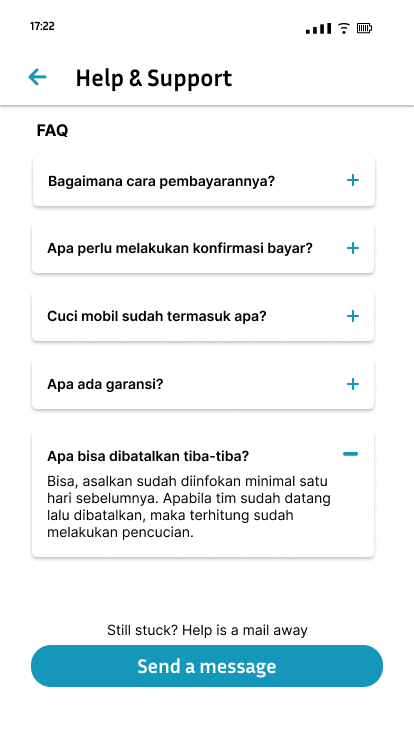 17:22
Help & Support
FAQ
Bagaimana cara pembayarannya?
Apa perlu melakukan konfirmasi bayar?
Cuci mobil sudah termasuk apa?
Apa ada garansi?
Apa bisa dibatalkan tiba-tiba?
Bisa, asalkan sudah diinfokan minimal satu
hari sebelumnya. Apabila tim sudah datang
lalu dibatalkan, maka terhitung sudah
melakukan pencucian.
Still stuck? Help is a mail away
Send a message